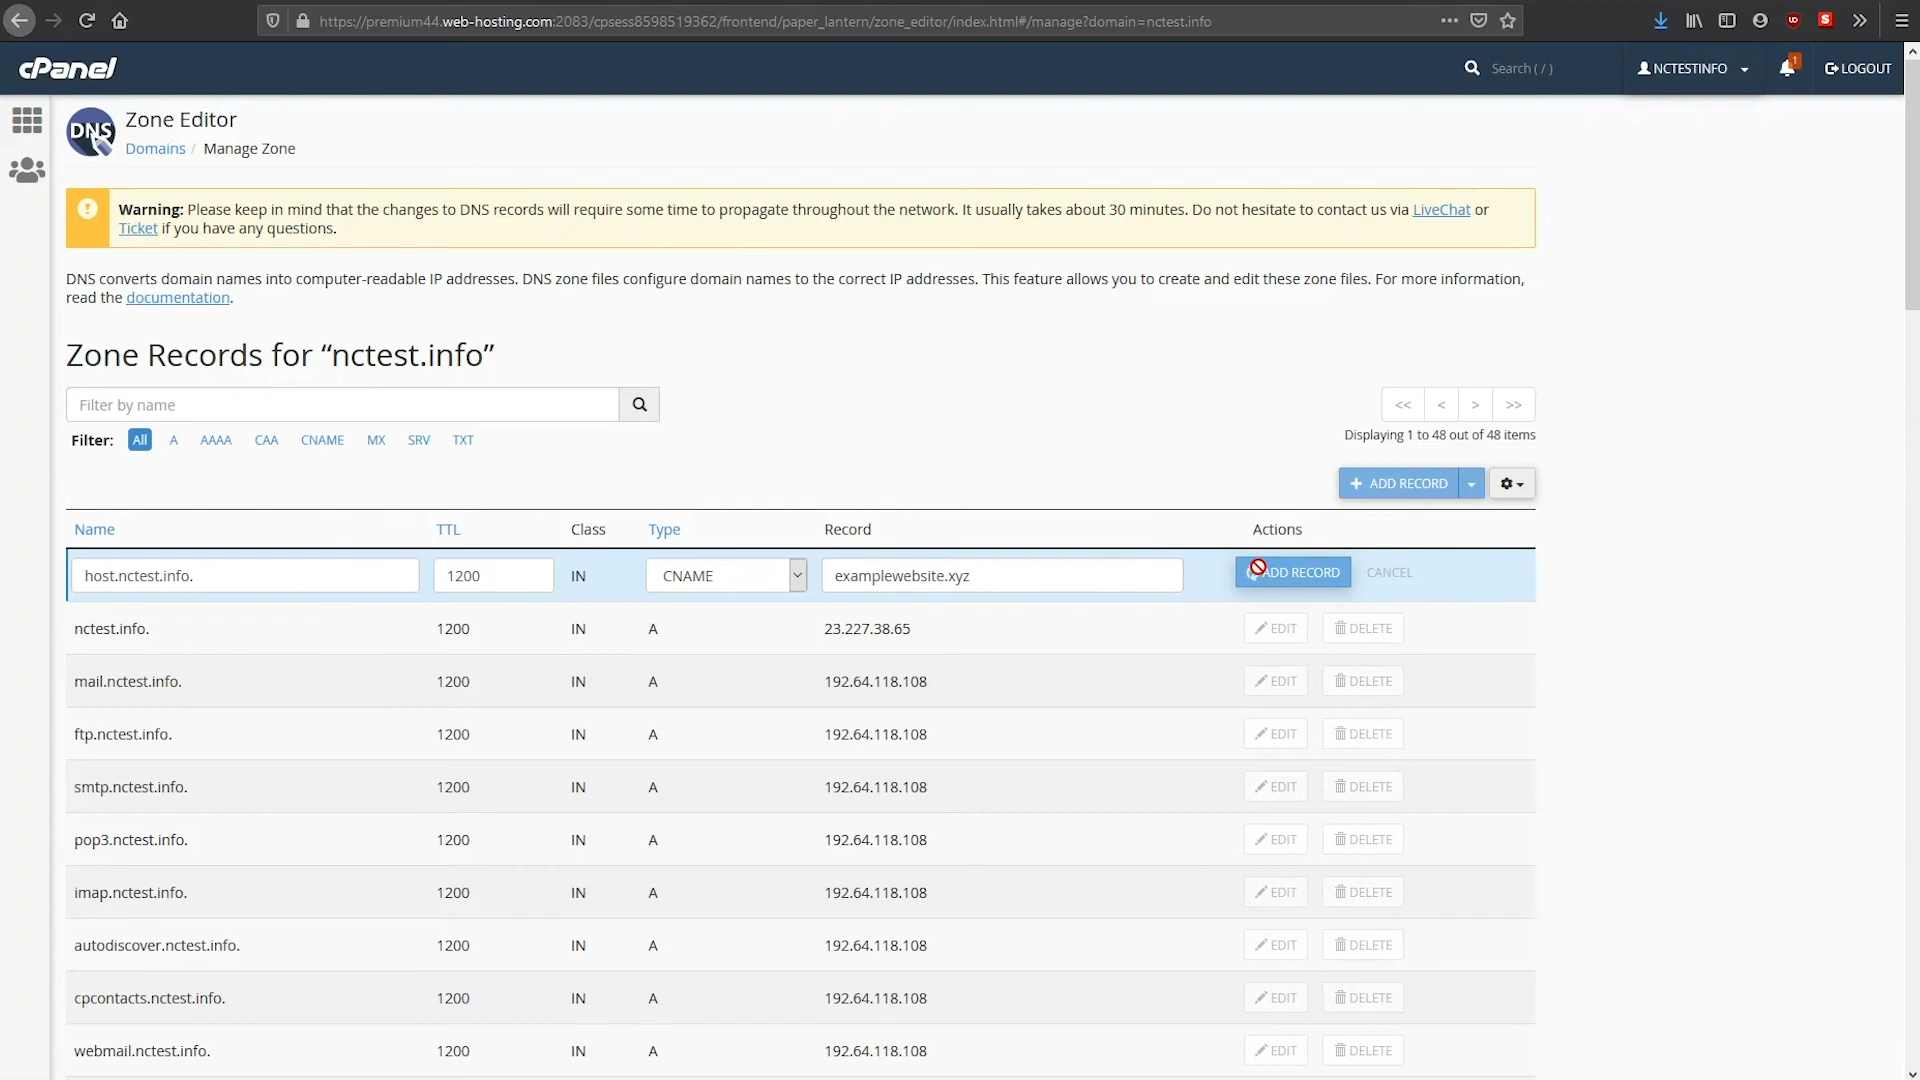 https://premium44.web-hosting.com:2083/cpsess8598519362/frontend/paper_lantern/zone_editor/index.html#/manage?domain=nctest.info
cPanel
Search ( / )
NCTESTINFO
1
LOGOUT
DNS
Zone Editor
Domains / Manage Zone
Warning: Please keep in mind that the changes to DNS records will require some time to propagate throughout the network. It usually takes about 30 minutes. Do not hesitate to contact us via LiveChat or
Ticket if you have any questions.
DNS converts domain names into computer-readable IP addresses. DNS zone files configure domain names to the correct IP addresses. This feature allows you to create and edit these zone files. For more information,
read the documentation.
Zone Records for “nctest.info”
Filter by name
<< < > >>
Filter: All A AAAA CAA CNAME MX SRV TXT
Displaying 1 to 48 out of 48 items
+ ADD RECORD
Name TTL Class Type Record Actions
host.nctest.info. 1200 IN CNAME examplewebsite.xyz ADD RECORD CANCEL
nctest.info. 1200 IN A 23.227.38.65 EDIT DELETE
mail.nctest.info. 1200 IN A 192.64.118.108 EDIT DELETE
ftp.nctest.info. 1200 IN A 192.64.118.108 EDIT DELETE
smtp.nctest.info. 1200 IN A 192.64.118.108 EDIT DELETE
pop3.nctest.info. 1200 IN A 192.64.118.108 EDIT DELETE
imap.nctest.info. 1200 IN A 192.64.118.108 EDIT DELETE
autodiscover.nctest.info. 1200 IN A 192.64.118.108 EDIT DELETE
cpcontacts.nctest.info. 1200 IN A 192.64.118.108 EDIT DELETE
webmail.nctest.info. 1200 IN A 192.64.118.108 EDIT DELETE